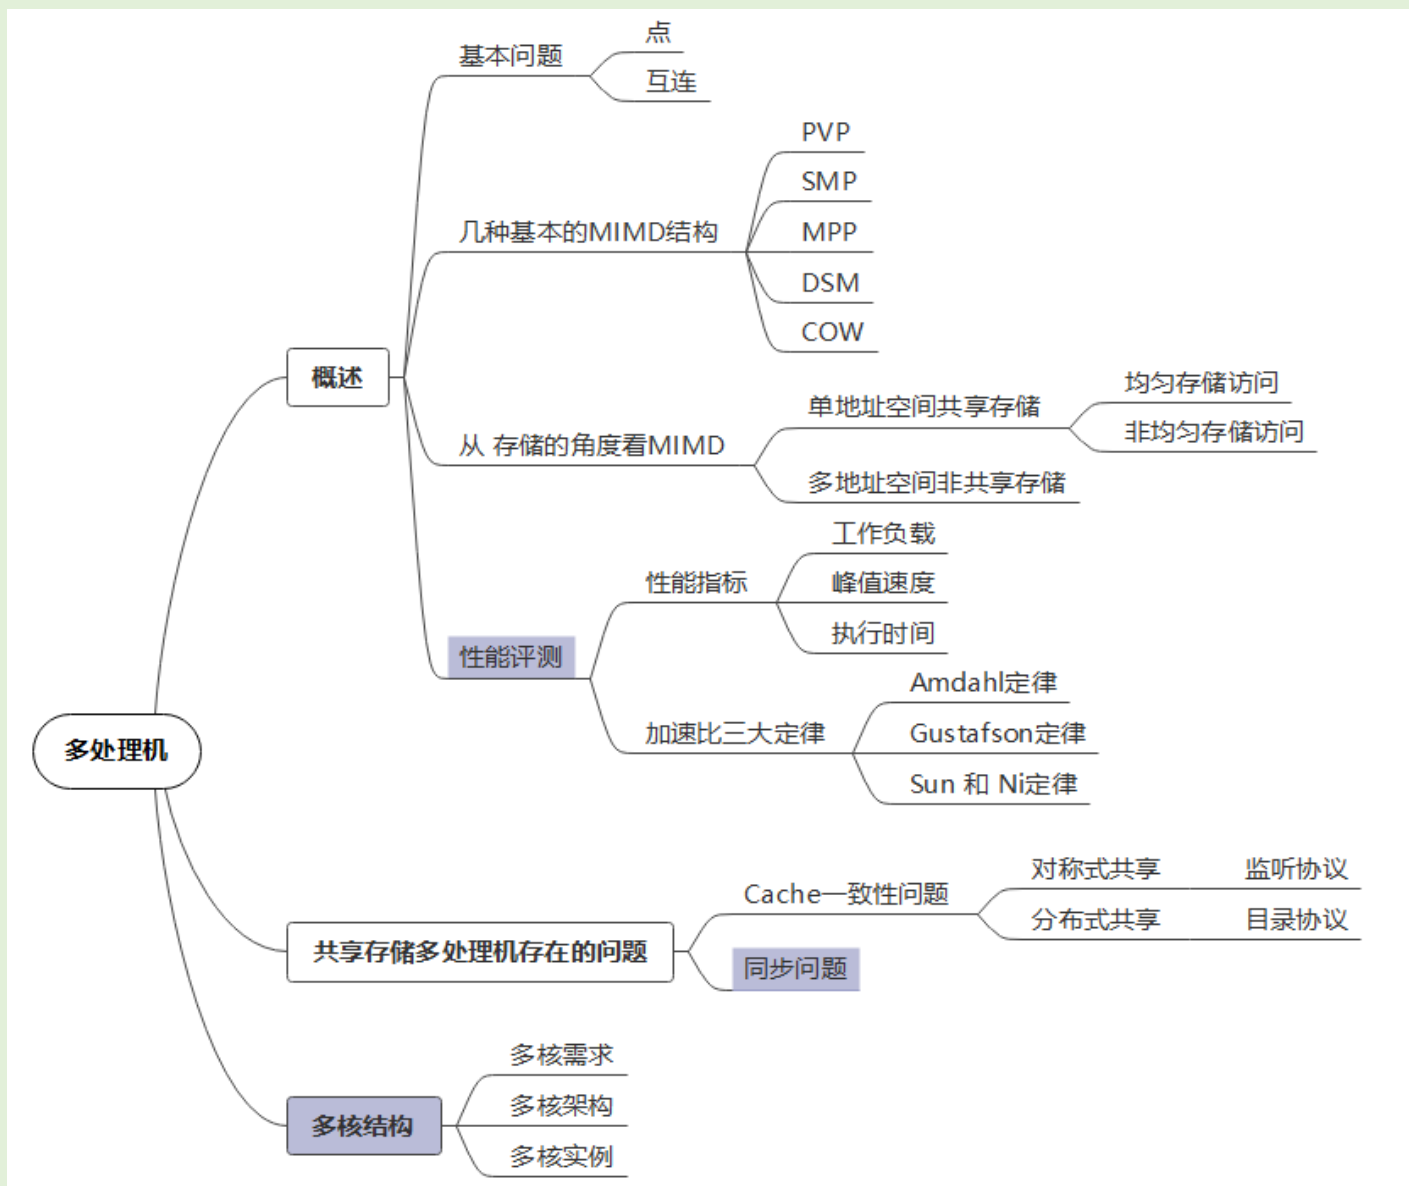 点
基本问题
互连
PVP
SMP
几种基本的MIMD结构
MPP
DSM
COW
概述
均匀存储访问
单地址空间共享存储
非均匀存储访问
从 存储的角度看MIMD
多地址空间非共享存储
工作负载
性能指标
峰值速度
执行时间
性能评测
Amdahl定律
加速比三大定律
Gustafson定律
Sun 和 Ni定律
多处理机
对称式共享
监听协议
Cache一致性问题
分布式共享
目录协议
共享存储多处理机存在的问题
同步问题
多核需求
多核架构
多核结构
多核实例